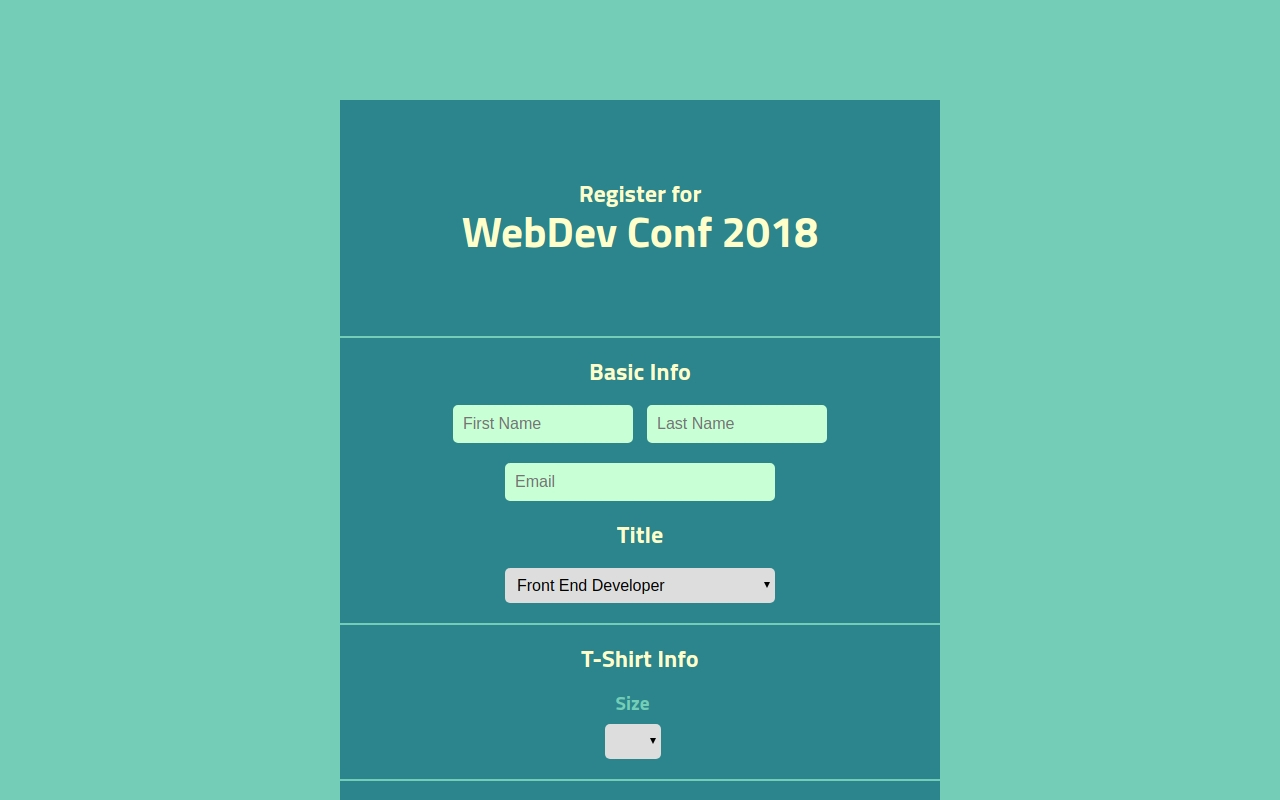 Register for
WebDev Conf 2018
Basic Info
First Name Last Name
Email
Title
Front End Developer
T-Shirt Info
Size